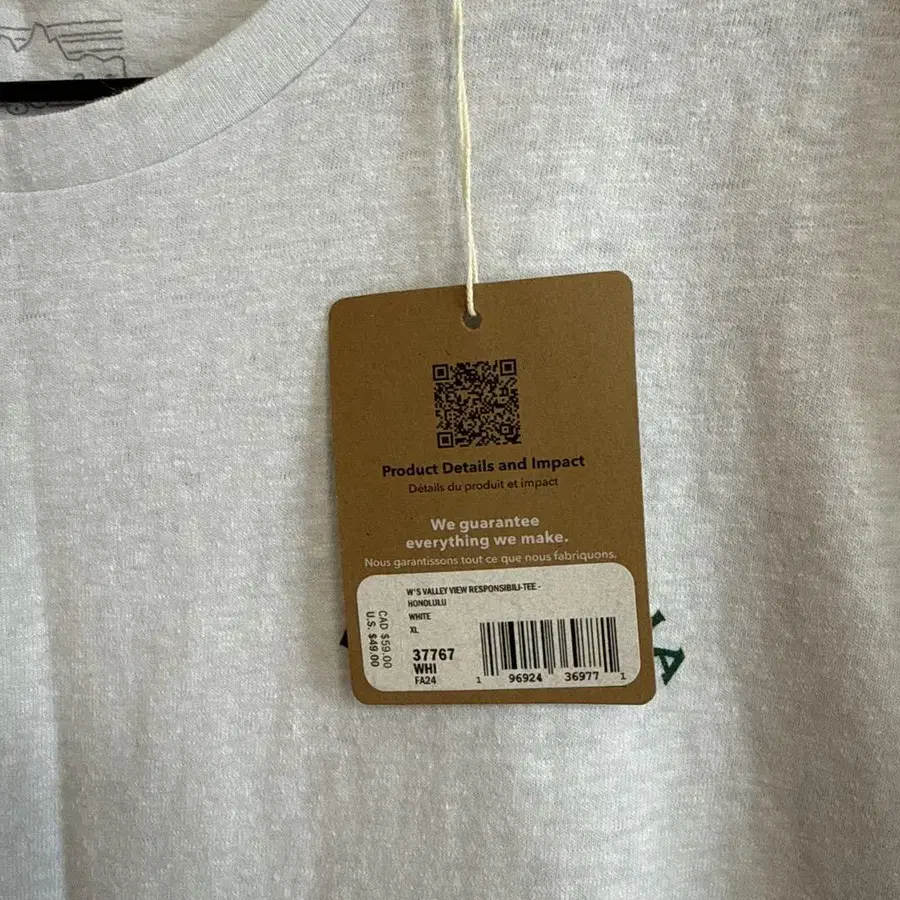 Product Details and Impact
Détails du produit et impact
We guarantee
everything we make.
Nous garantissons tout ce que nous fabriquons.
W'S VALLEY VIEW RESPONSIBILI-TEE -
HONOLULU
WHITE
XL
37767
WHI
FA24
CAD $59.00
U.S. $49.00
1 96924 36977 1
IA